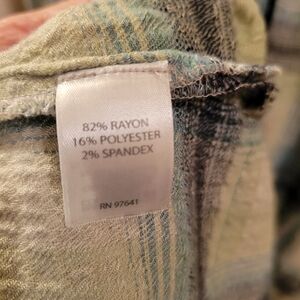 82% RAYON
16% POLYESTER
2% SPANDEX
RN 97641